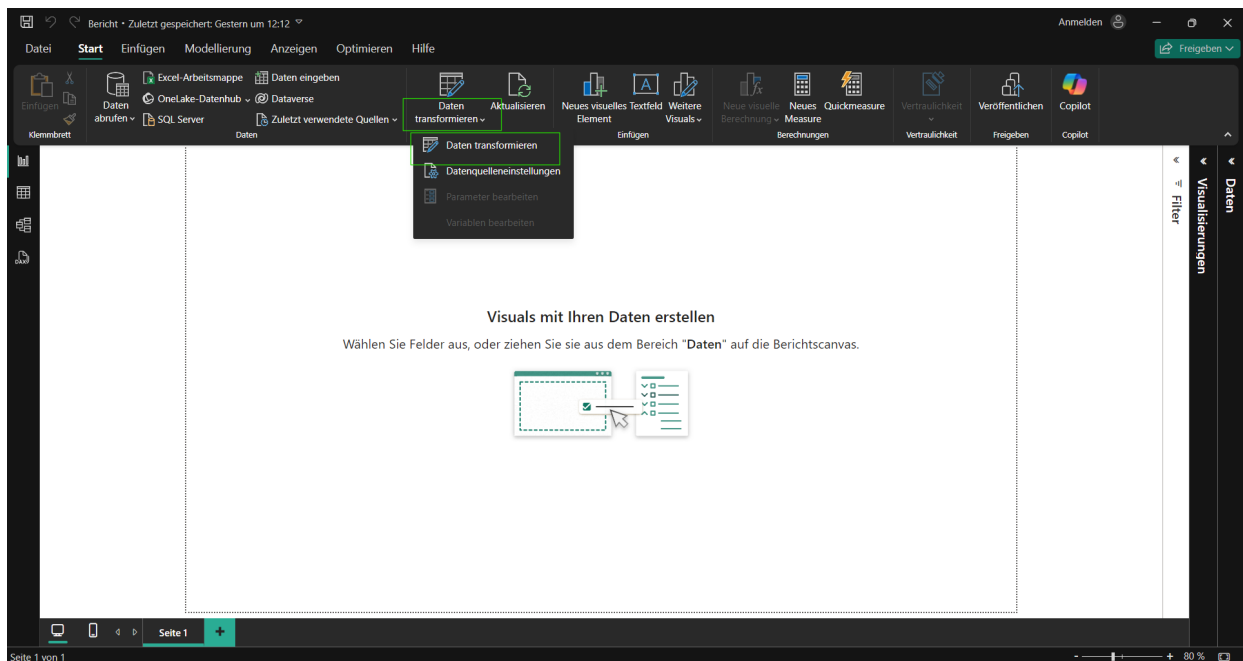 Bericht • Zuletzt gespeichert: Gestern um 12:12
Anmelden
Datei Start Einfügen Modellierung Anzeigen Optimieren Hilfe
Freigeben
Einfügen
Klemmbrett
Daten abrufen
Excel-Arbeitsmappe
OneLake-Datenhub
SQL Server
Daten eingeben
Dataverse
Zuletzt verwendete Quellen
Daten
Daten
transformieren
Aktualisieren
Neues visuelles
Element
Textfeld
Weitere
Visuals
Einfügen
Neue visuelle
Berechnung
Neues
Measure
Quickmeasure
Berechnungen
Vertraulichkeit
Vertraulichkeit
Veröffentlichen
Freigeben
Copilot
Copilot
Daten transformieren
Datenquelleneinstellungen
Parameter bearbeiten
Variablen bearbeiten
DAX
Filter
Visualisierungen
Daten
Visuals mit Ihren Daten erstellen
Wählen Sie Felder aus, oder ziehen Sie sie aus dem Bereich "Daten" auf die Berichtscanvas.
Seite 1
Seite 1 von 1
80 %